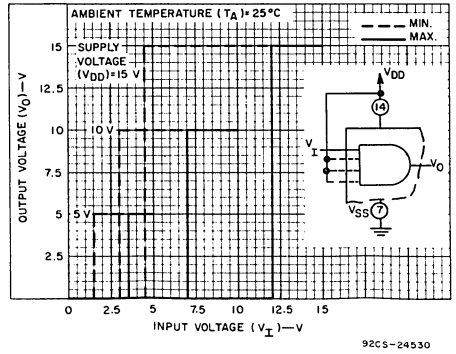 AMBIENT TEMPERATURE (TA)=25°C
MIN.
MAX.
SUPPLY
VOLTAGE
(VDD)=15 V
10V
5 V
OUTPUT VOLTAGE (VO)—V
15
12.5
10
7.5
5
2.5
0
2.5
5
7.5
10
12.5
15
INPUT VOLTAGE (VI)—V
VDD
14
VI
VO
VSS
7
92CS-24530